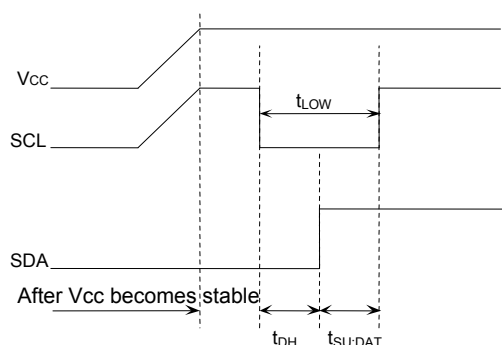 VCC
tLOW
SCL
SDA
After Vcc becomes stable
tDH
tSU:DAT